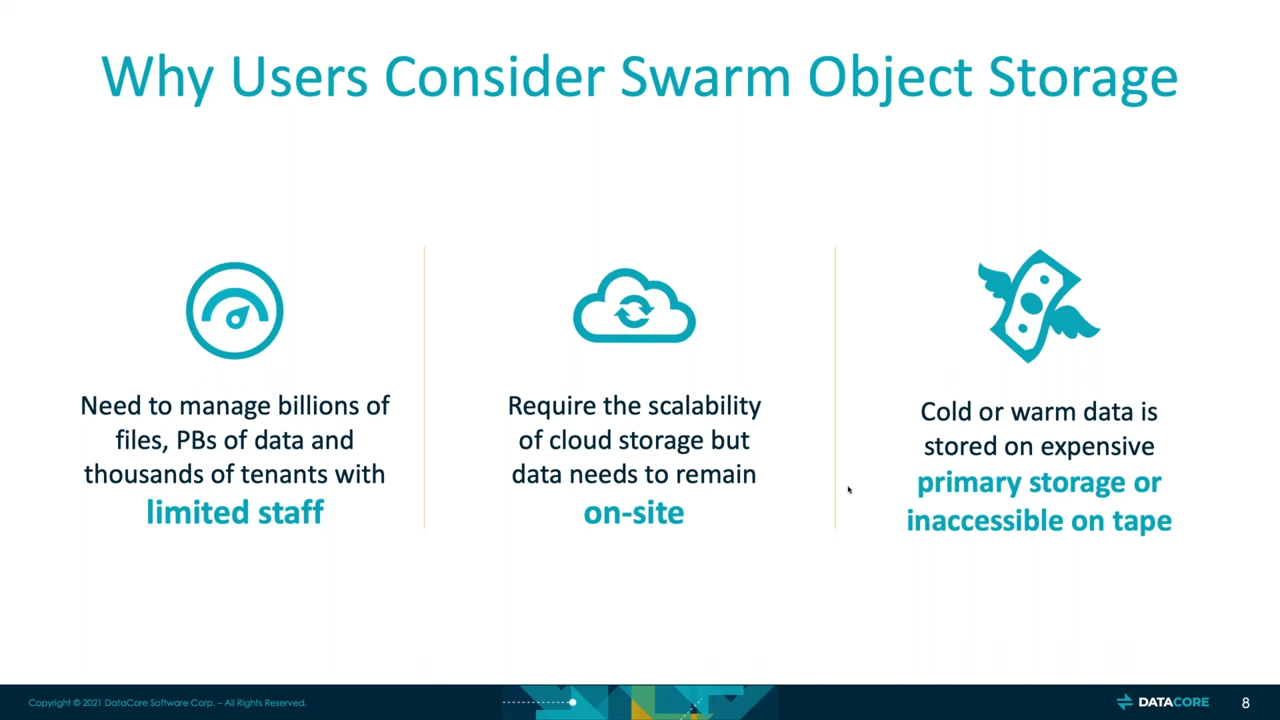 Why Users Consider Swarm Object Storage
Need to manage billions of
files, PBs of data and
thousands of tenants with
limited staff
Require the scalability
of cloud storage but
data needs to remain
on-site
Cold or warm data is
stored on expensive
primary storage or
inaccessible on tape
Copyright © 2021 DataCore Software Corp. – All Rights Reserved.
DATACORE
8